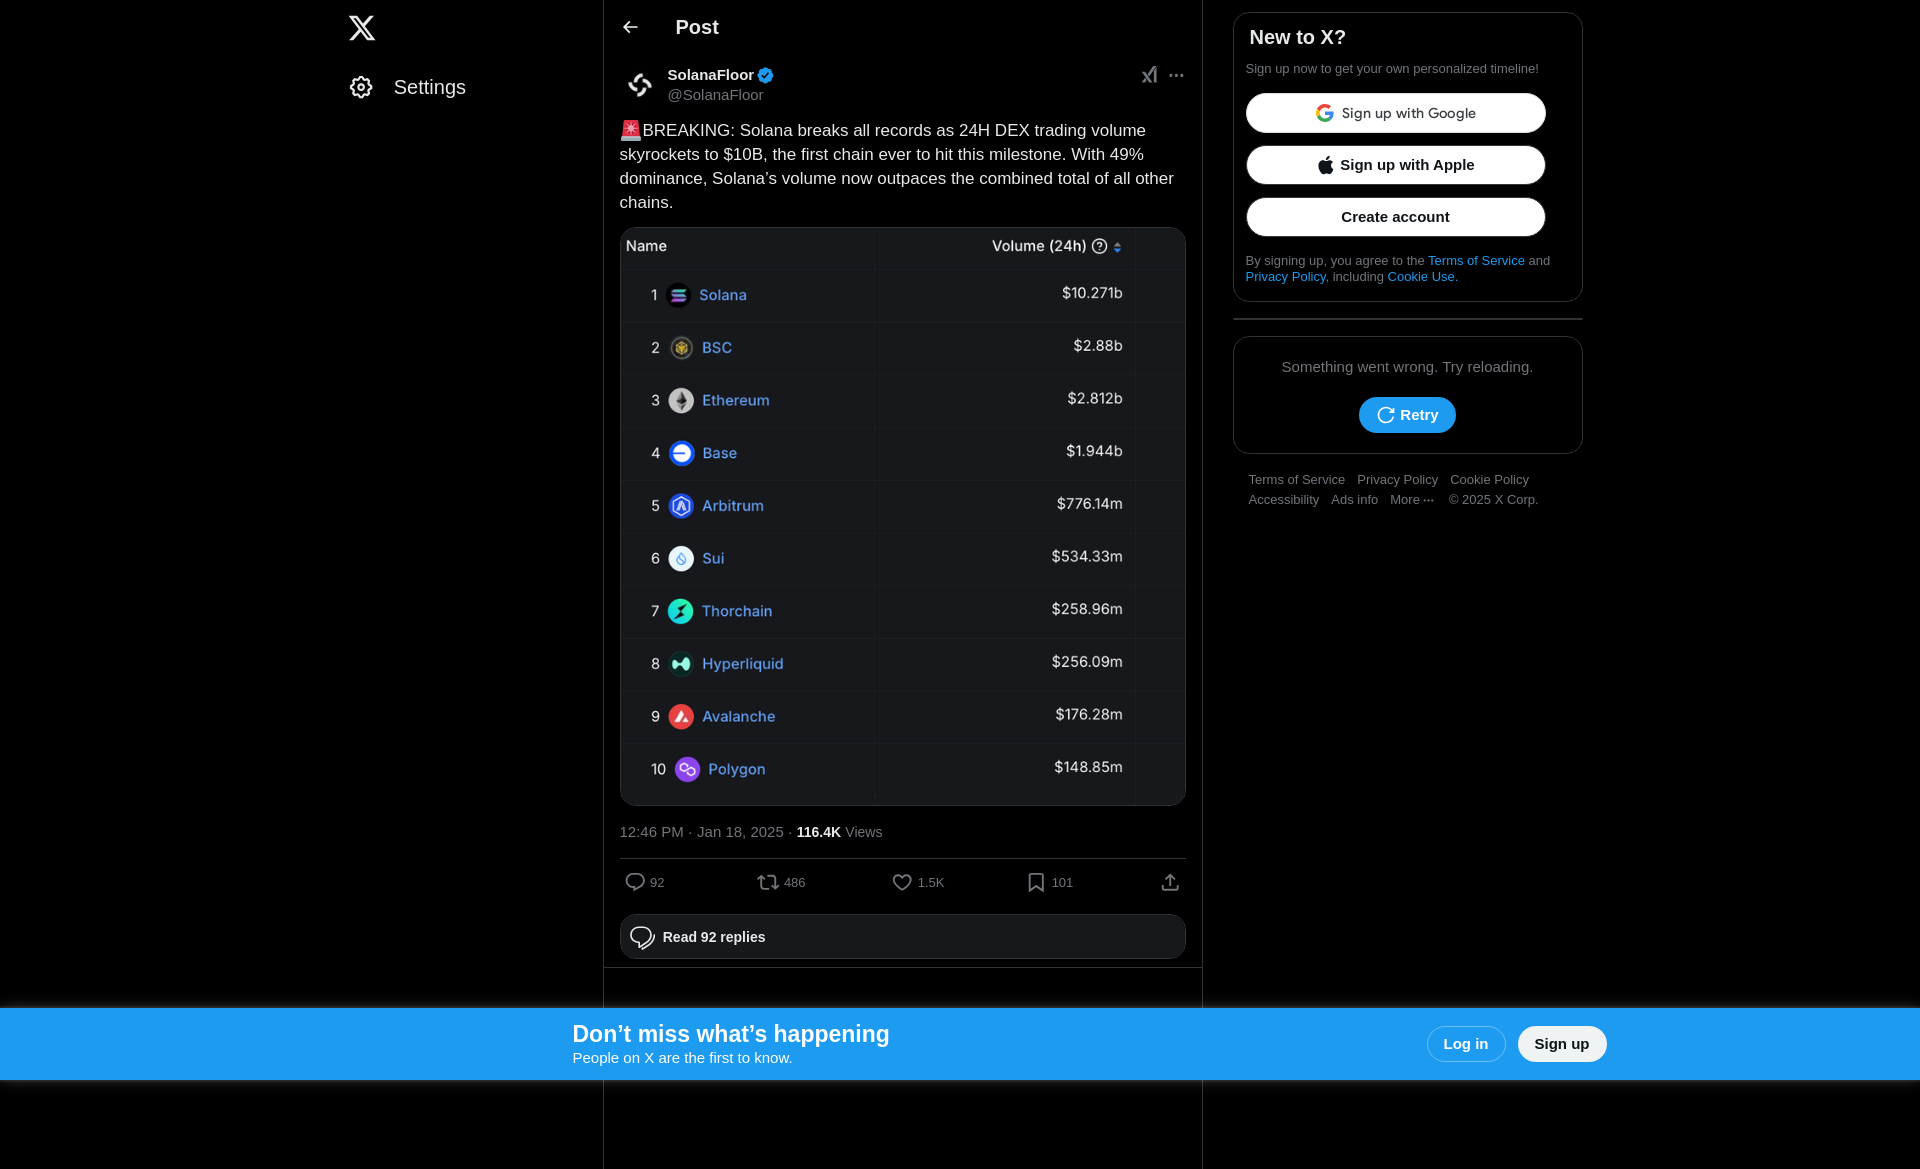 Settings
Post
SolanaFloor
@SolanaFloor
🚨BREAKING: Solana breaks all records as 24H DEX trading volume
skyrockets to $10B, the first chain ever to hit this milestone. With 49%
dominance, Solana’s volume now outpaces the combined total of all other
chains.
Name Volume (24h)
1 Solana $10.271b
2 BSC $2.88b
3 Ethereum $2.812b
4 Base $1.944b
5 Arbitrum $776.14m
6 Sui $534.33m
7 Thorchain $258.96m
8 Hyperliquid $256.09m
9 Avalanche $176.28m
10 Polygon $148.85m
12:46 PM · Jan 18, 2025 · 116.4K Views
92 486 1.5K 101
Read 92 replies
New to X?
Sign up now to get your own personalized timeline!
Sign up with Google
Sign up with Apple
Create account
By signing up, you agree to the Terms of Service and
Privacy Policy, including Cookie Use.
Something went wrong. Try reloading.
Retry
Terms of Service Privacy Policy Cookie Policy
Accessibility Ads info More ··· © 2025 X Corp.
Don’t miss what’s happening
People on X are the first to know.
Log in Sign up